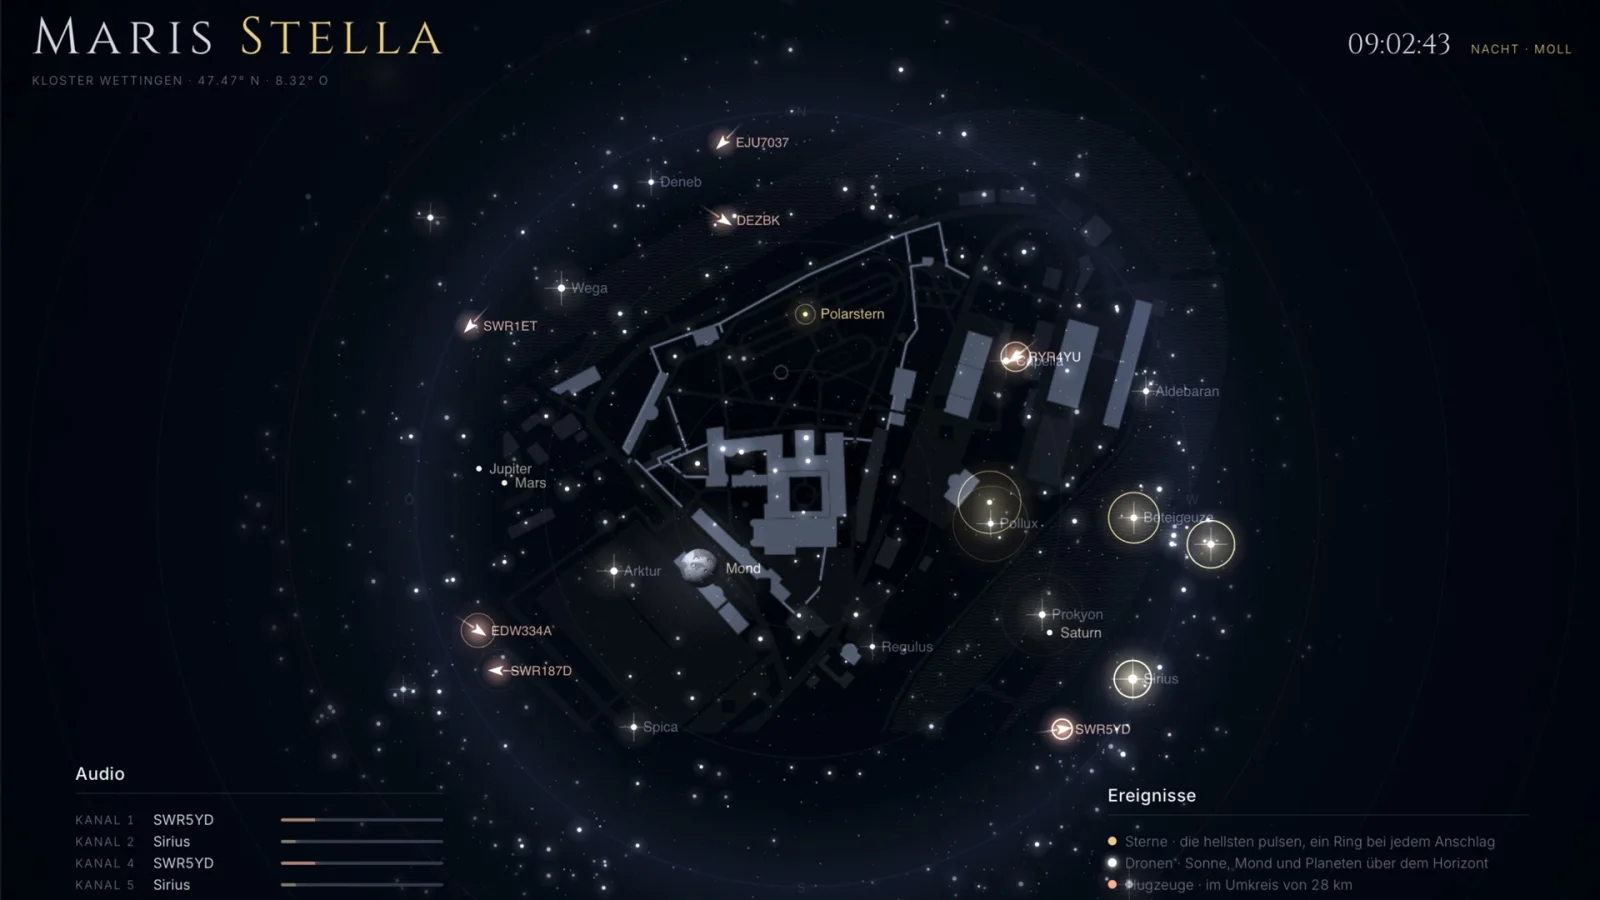 MARIS STELLA
KLOSTER WETTINGEN · 47.47° N · 8.32° O
09:02:43 NACHT · MOLL
N
EJU7037
Deneb
DEZBK
Wega
Polarstern
SWR1ET
RYR4YU
Capella
Aldebaran
Jupiter
Mars
O
W
Pollux
Beteigeuze
Arktur
Mond
Prokyon
Saturn
EDW334A
Regulus
SWR187D
Sirius
Spica
SWR5YD
S
Audio
KANAL 1 SWR5YD
KANAL 2 Sirius
KANAL 4 SWR5YD
KANAL 5 Sirius
Ereignisse
Sterne · die hellsten pulsen, ein Ring bei jedem Anschlag
Dronen · Sonne, Mond und Planeten über dem Horizont
Flugzeuge · im Umkreis von 28 km